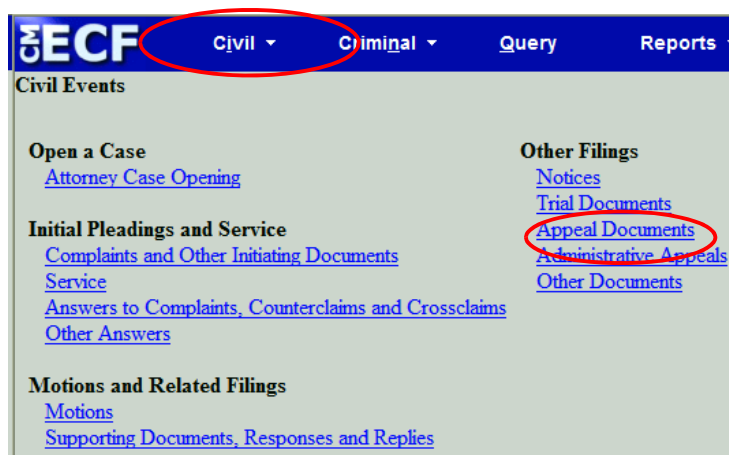 CM ECF Civil Criminal Query Reports
Civil Events
Open a Case
Attorney Case Opening
Initial Pleadings and Service
Complaints and Other Initiating Documents
Service
Answers to Complaints, Counterclaims and Crossclaims
Other Answers
Motions and Related Filings
Motions
Supporting Documents, Responses and Replies
Other Filings
Notices
Trial Documents
Appeal Documents
Administrative Appeals
Other Documents